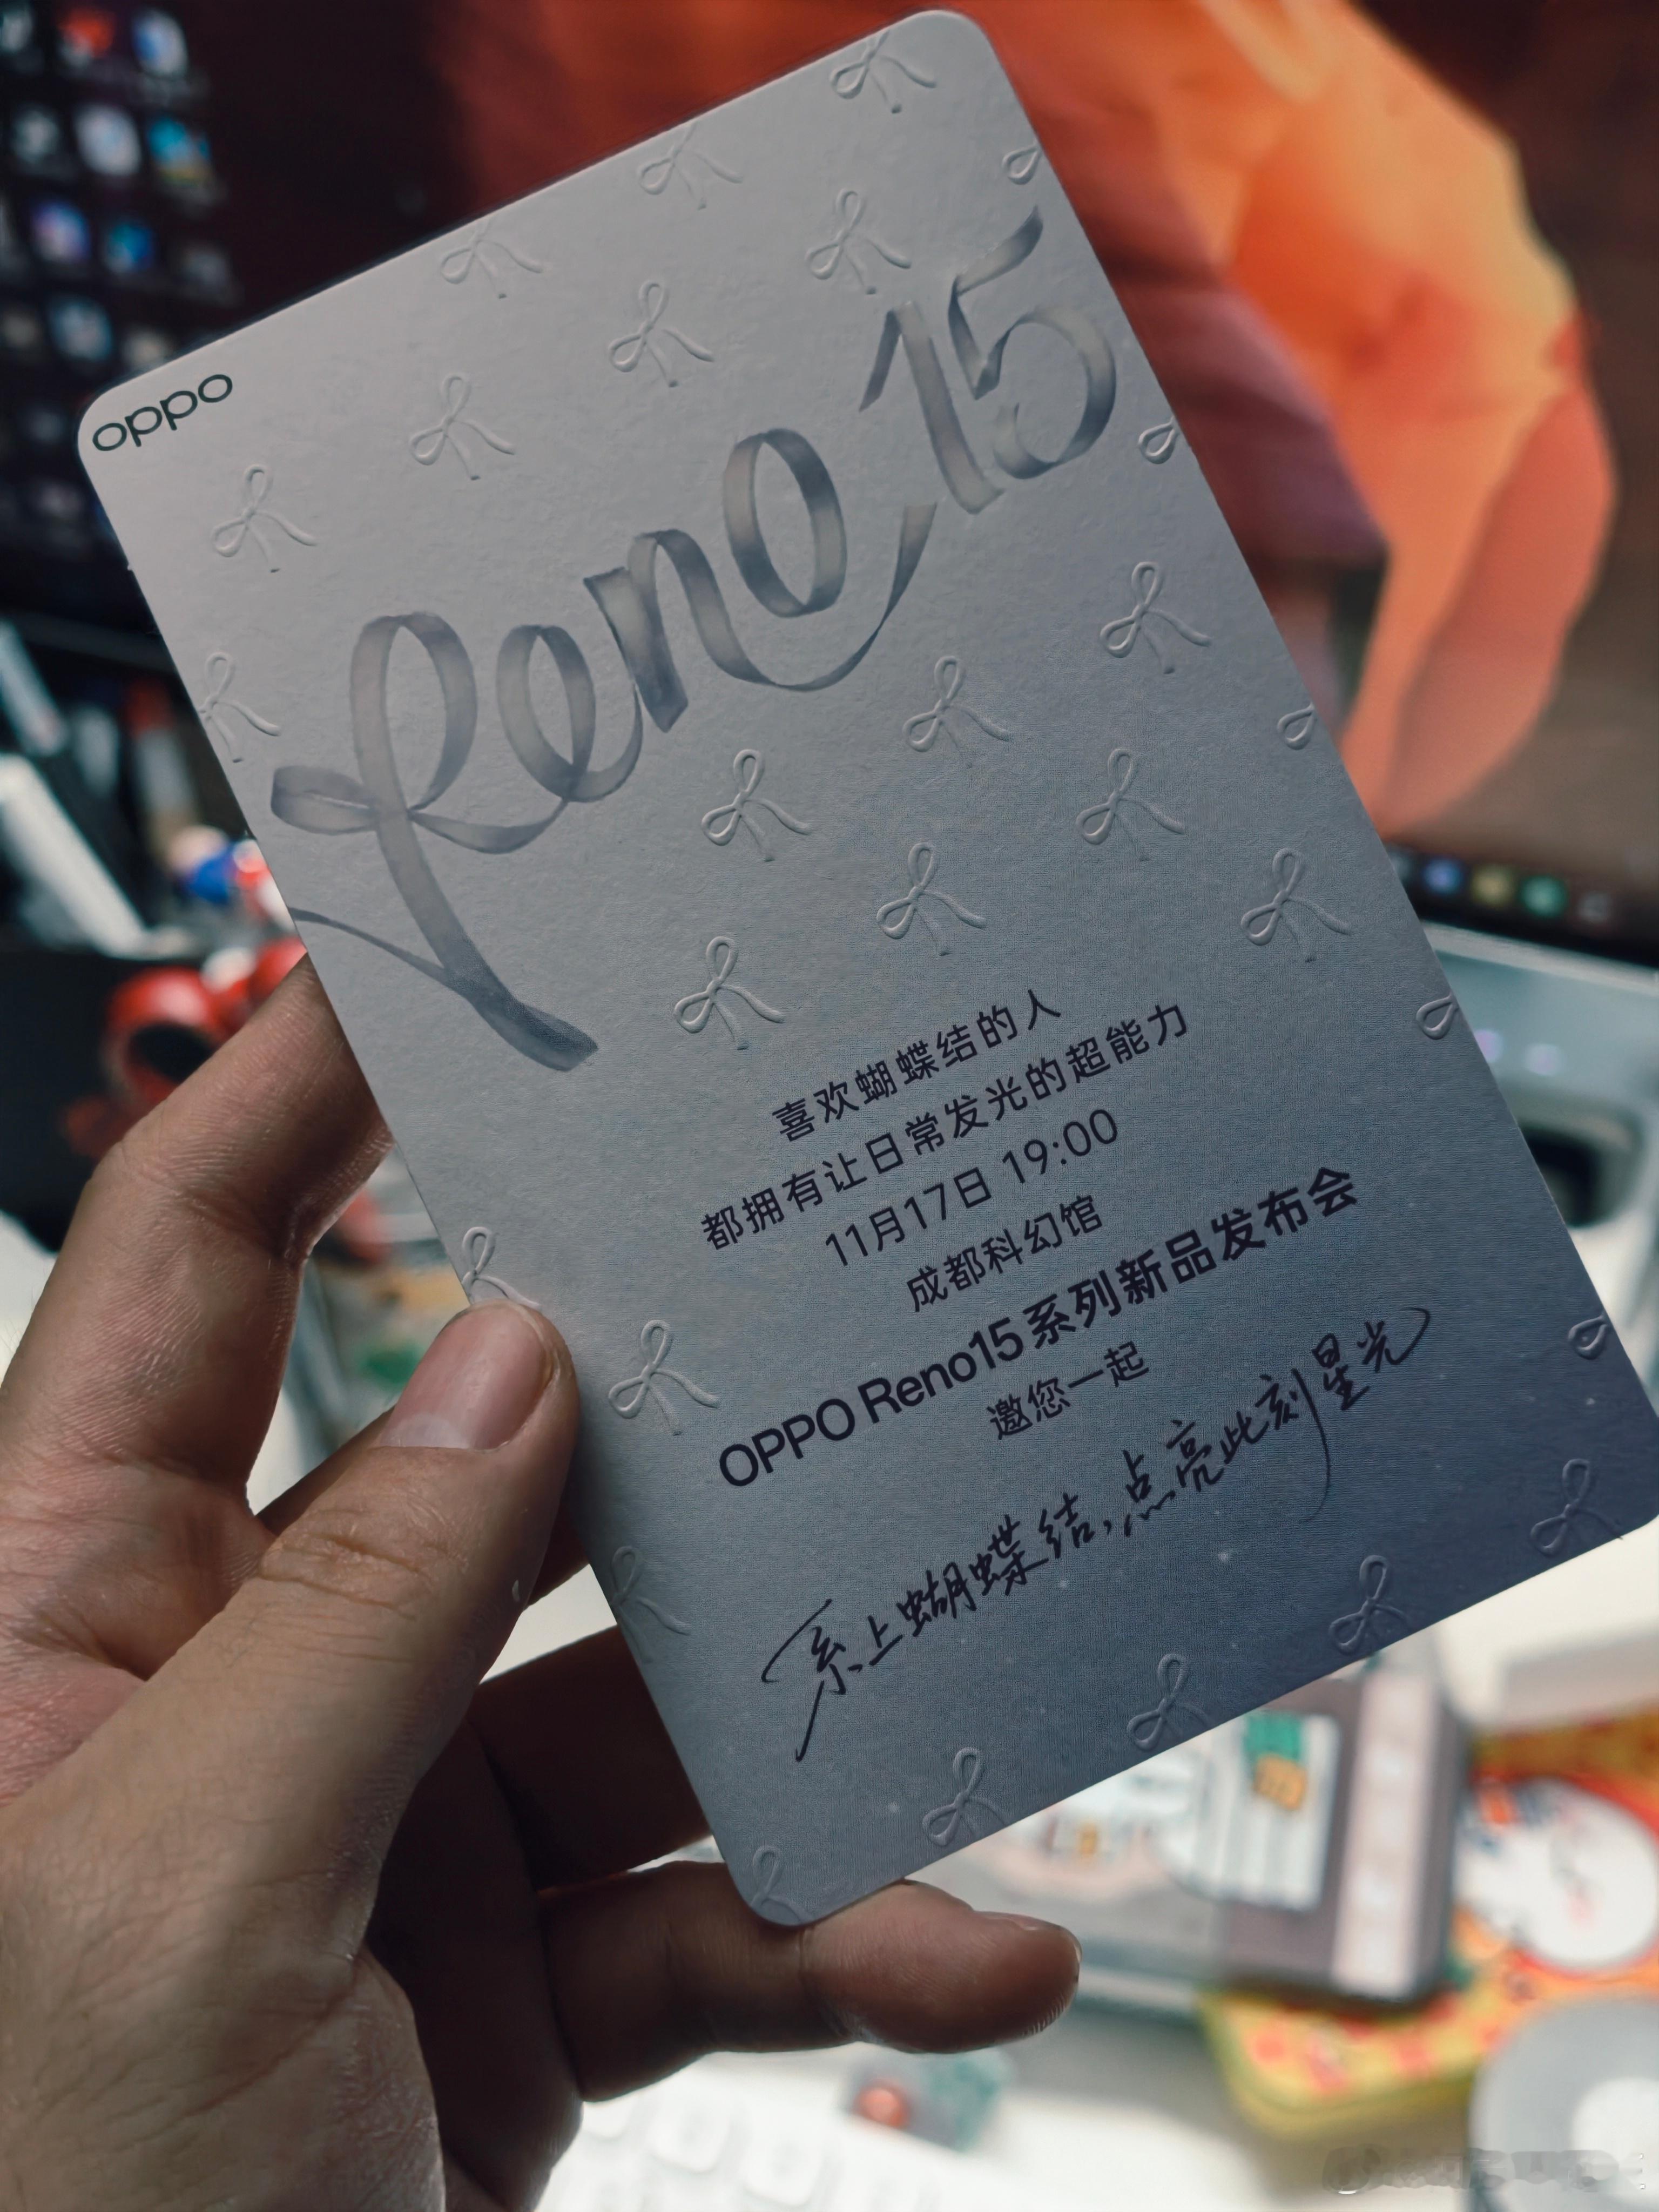 oppo
Reno 15
喜欢蝴蝶结的人
都拥有让日常发光的超能力
11月17日 19:00
成都科幻馆
OPPO Reno15系列新品发布会
邀您一起
系上蝴蝶结,点亮此刻星光